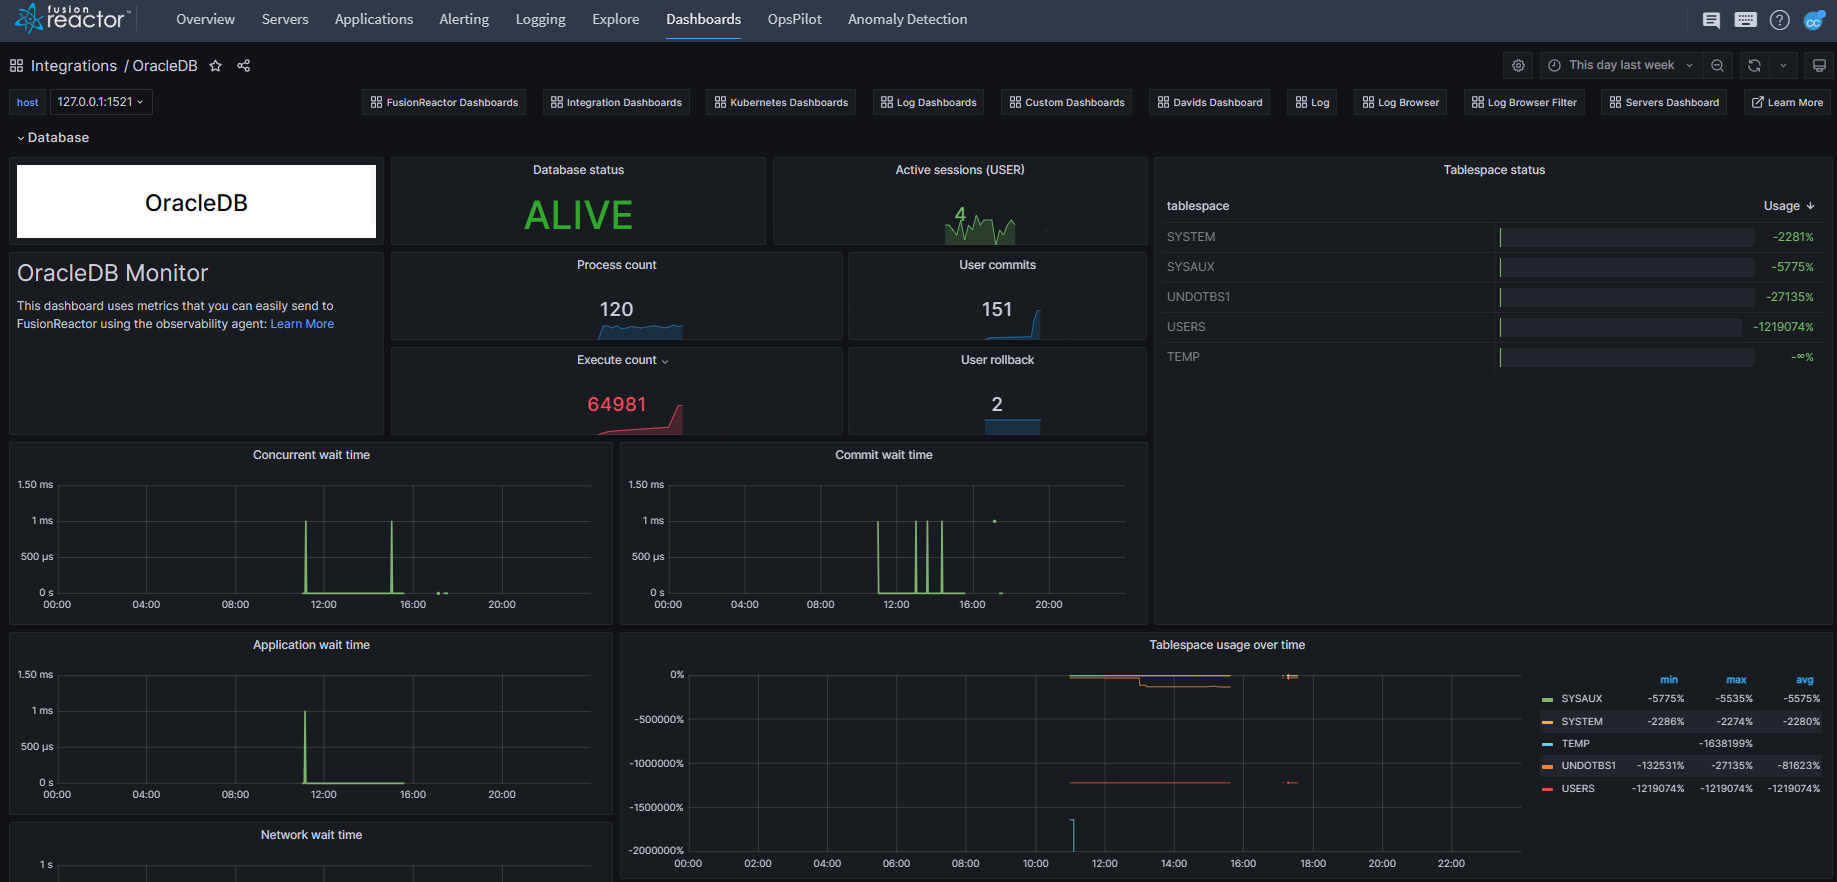 fusion reactor™
Overview Servers Applications Alerting Logging Explore Dashboards OpsPilot Anomaly Detection
CC
Integrations / OracleDB
This day last week
host 127.0.0.1:1521
FusionReactor Dashboards Integration Dashboards Kubernetes Dashboards Log Dashboards Custom Dashboards Davids Dashboard Log Log Browser Log Browser Filter Servers Dashboard Learn More
Database
OracleDB
Database status
ALIVE
Active sessions (USER)
4
Tablespace status
tablespace Usage
SYSTEM -2281%
SYSAUX -5775%
UNDOTBS1 -27135%
USERS -1219074%
TEMP -∞%
OracleDB Monitor
This dashboard uses metrics that you can easily send to
FusionReactor using the observability agent: Learn More
Process count
120
User commits
151
Execute count
64981
User rollback
2
Concurrent wait time
1.50 ms
1 ms
500 µs
0 s
00:00 04:00 08:00 12:00 16:00 20:00
Commit wait time
1.50 ms
1 ms
500 µs
0 s
00:00 04:00 08:00 12:00 16:00 20:00
Application wait time
1.50 ms
1 ms
500 µs
0 s
00:00 04:00 08:00 12:00 16:00 20:00
Tablespace usage over time
0%
-500000%
-1000000%
-1500000%
-2000000%
00:00 02:00 04:00 06:00 08:00 10:00 12:00 14:00 16:00 18:00 20:00 22:00
min max avg
SYSAUX -5775% -5535% -5575%
SYSTEM -2286% -2274% -2280%
TEMP -1638199%
UNDOTBS1 -132531% -27135% -81623%
USERS -1219074% -1219074% -1219074%
Network wait time
1 s